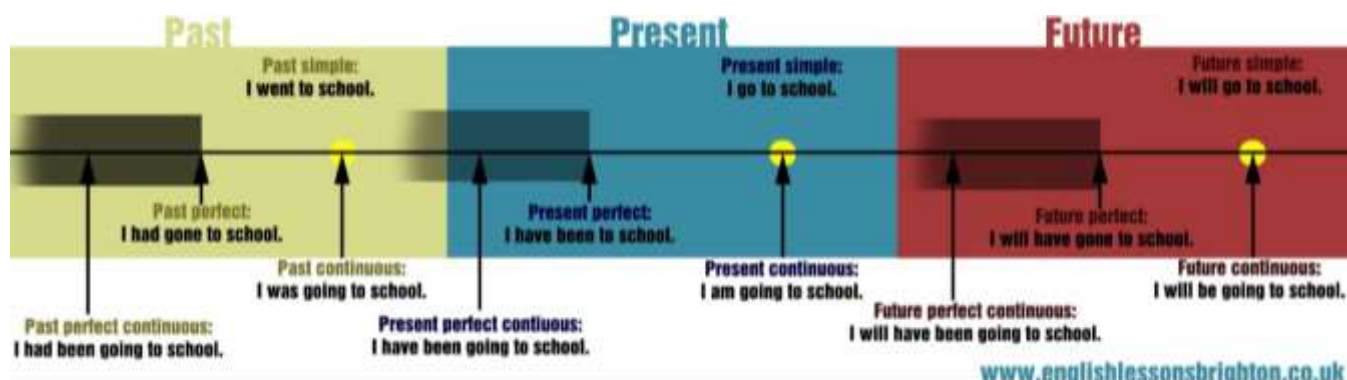 Past
Present
Future
Past simple:
I went to school.
Present simple:
I go to school.
Future simple:
I will go to school.
Past perfect:
I had gone to school.
Present perfect:
I have been to school.
Future perfect:
I will have gone to school.
Past continuous:
I was going to school.
Present continuous:
I am going to school.
Future continuous:
I will be going to school.
Past perfect continuous:
I had been going to school.
Present perfect contiuous:
I have been going to school.
Future perfect continuous:
I will have been going to school.
www.englishlessonsbrighton.co.uk